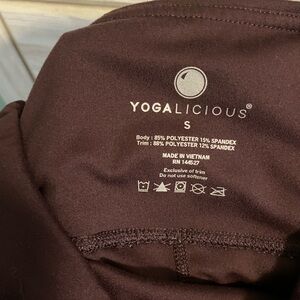 YOGALICIOUS®
S
Body : 85% POLYESTER 15% SPANDEX
Trim : 88% POLYESTER 12% SPANDEX
MADE IN VIETNAM
RN 144527
Exclusive of trim
Do not use softener